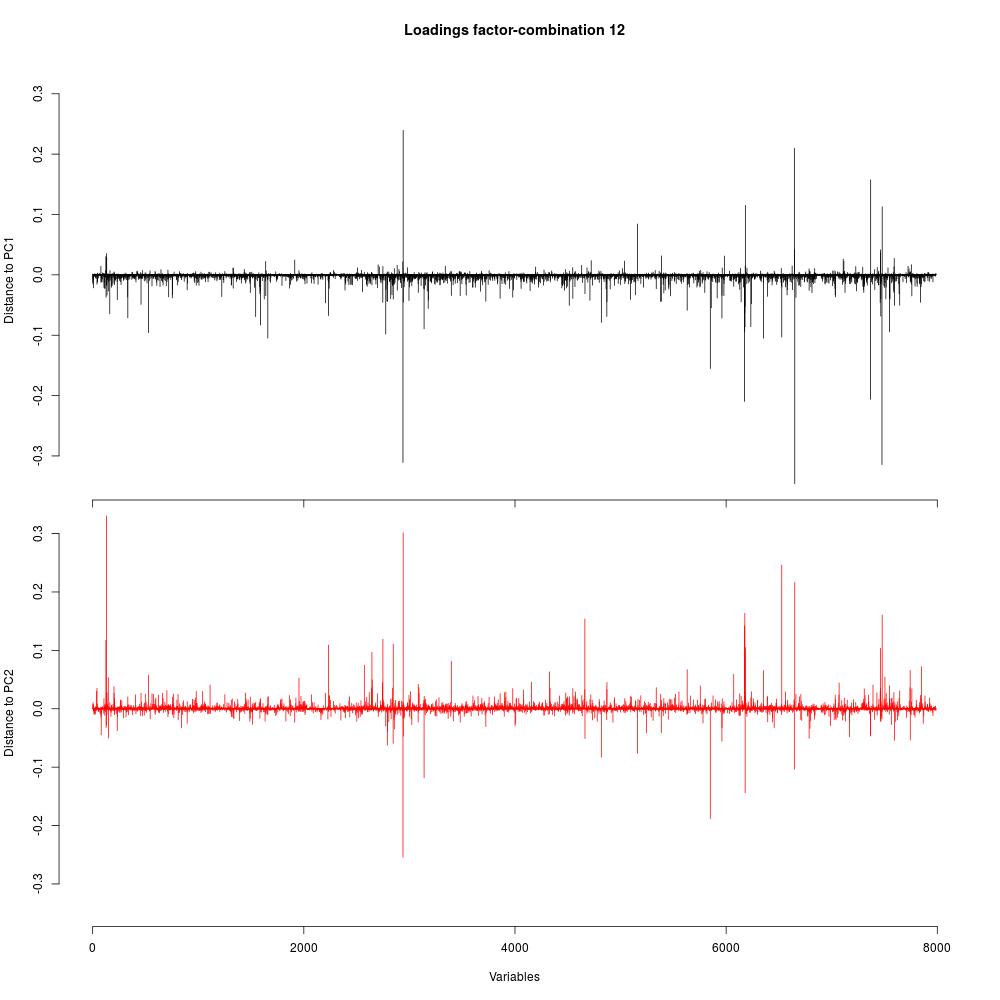 Loadings factor-combination 12
Distance to PC1
0.3
0.2
0.1
0.0
-0.1
-0.2
-0.3
Distance to PC2
0.3
0.2
0.1
0.0
-0.1
-0.2
-0.3
0 2000 4000 6000 8000
Variables